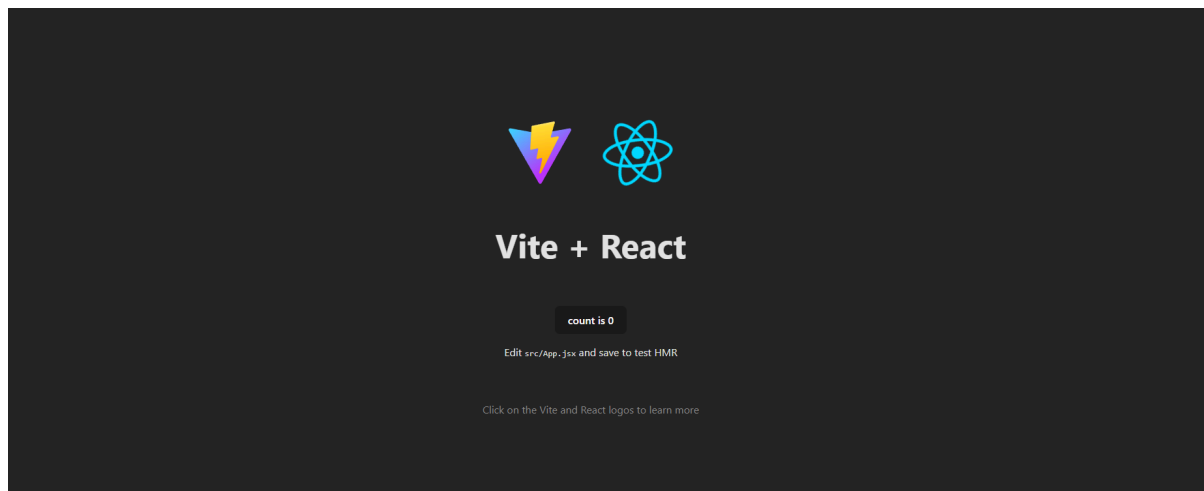 Vite + React
count is 0
Edit src/App.jsx and save to test HMR
Click on the Vite and React logos to learn more